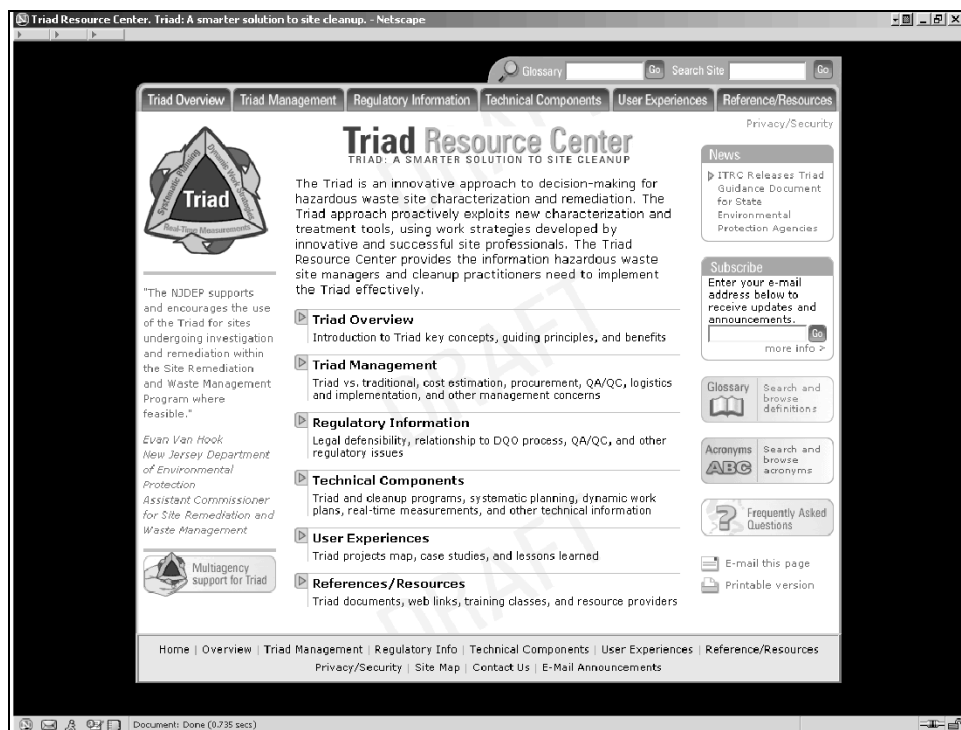 Triad Resource Center. Triad: A smarter solution to site cleanup. - Netscape
Glossary Go Search Site Go
Triad Overview Triad Management Regulatory Information Technical Components User Experiences Reference/Resources
Privacy/Security
Systematic Planning
Dynamic Work Strategies
Triad
Real-Time Measurements
"The NJDEP supports
and encourages the use
of the Triad for sites
undergoing investigation
and remediation within
the Site Remediation
and Waste Management
Program where
feasible."
Evan Van Hook
New Jersey Department
of Environmental
Protection
Assistant Commissioner
for Site Remediation and
Waste Management
Multiagency
support for Triad
Triad Resource Center
TRIAD: A SMARTER SOLUTION TO SITE CLEANUP
The Triad is an innovative approach to decision-making for
hazardous waste site characterization and remediation. The
Triad approach proactively exploits new characterization and
treatment tools, using work strategies developed by
innovative and successful site professionals. The Triad
Resource Center provides the information hazardous waste
site managers and cleanup practitioners need to implement
the Triad effectively.
Triad Overview
Introduction to Triad key concepts, guiding principles, and benefits
Triad Management
Triad vs. traditional, cost estimation, procurement, QA/QC, logistics
and implementation, and other management concerns
Regulatory Information
Legal defensibility, relationship to DQO process, QA/QC, and other
regulatory issues
Technical Components
Triad and cleanup programs, systematic planning, dynamic work
plans, real-time measurements, and other technical information
User Experiences
Triad projects map, case studies, and lessons learned
References/Resources
Triad documents, web links, training classes, and resource providers
DRAFT
DRAFT
DRAFT
News
ITRC Releases Triad
Guidance Document
for State
Environmental
Protection Agencies
Subscribe
Enter your e-mail
address below to
receive updates and
announcements.
Go
more info >
Glossary
Search and
browse
definitions
Acronyms
ABC
Search and
browse
acronyms
?
Frequently Asked
Questions
E-mail this page
Printable version
Home | Overview | Triad Management | Regulatory Info | Technical Components | User Experiences | Reference/Resources
Privacy/Security | Site Map | Contact Us | E-Mail Announcements
Document: Done (0.735 secs)